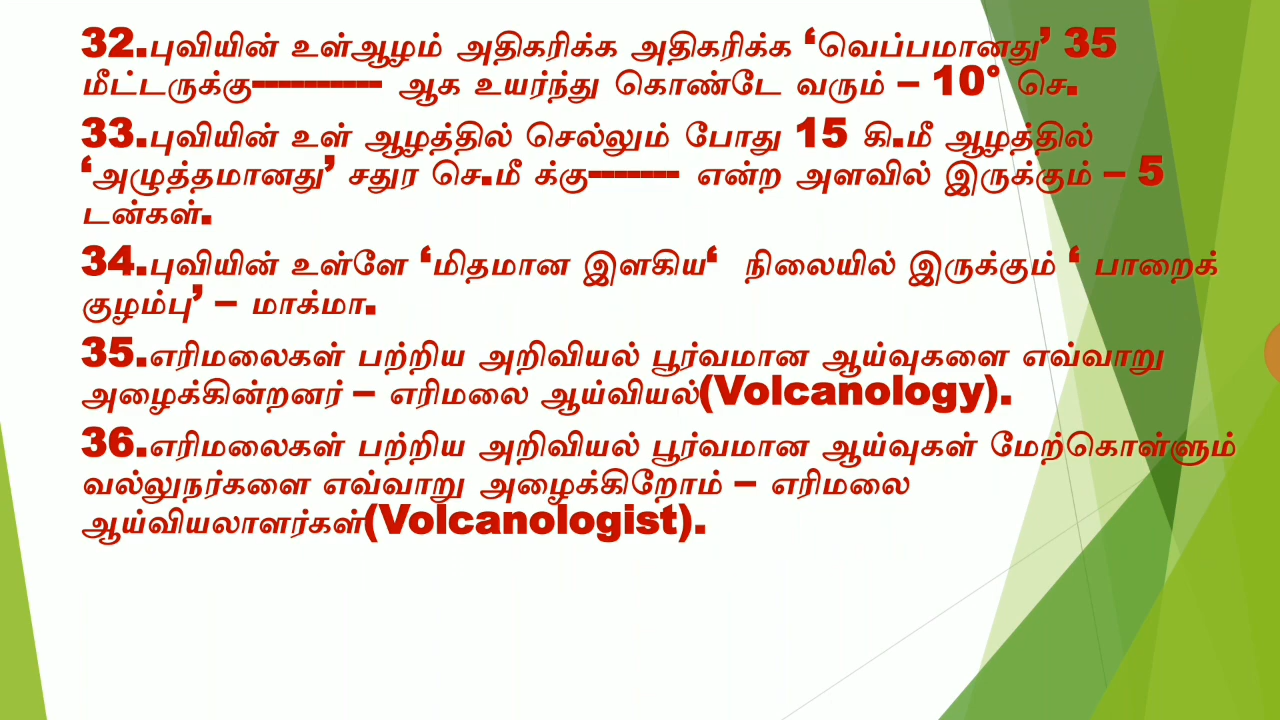 32.புவியின் உள்ஆழம் அதிகரிக்க அதிகரிக்க ‘வெப்பமானது’ 35
மீட்டருக்கு----------- ஆக உயர்ந்து கொண்டே வரும் – 10° செ.
33.புவியின் உள் ஆழத்தில் செல்லும் போது 15 கி.மீ ஆழத்தில்
‘அழுத்தமானது’ சதுர செ.மீ க்கு------- என்ற அளவில் இருக்கும் – 5
டன்கள்.
34.புவியின் உள்ளே ‘மிதமான இளகிய‘ நிலையில் இருக்கும் ‘ பாறைக்
குழம்பு’ – மாக்மா.
35.எரிமலைகள் பற்றிய அறிவியல் பூர்வமான ஆய்வுகளை எவ்வாறு
அழைக்கின்றனர் – எரிமலை ஆய்வியல்(Volcanology).
36.எரிமலைகள் பற்றிய அறிவியல் பூர்வமான ஆய்வுகள் மேற்கொள்ளும்
வல்லுநர்களை எவ்வாறு அழைக்கிறோம் – எரிமலை
ஆய்வியலாளர்கள்(Volcanologist).